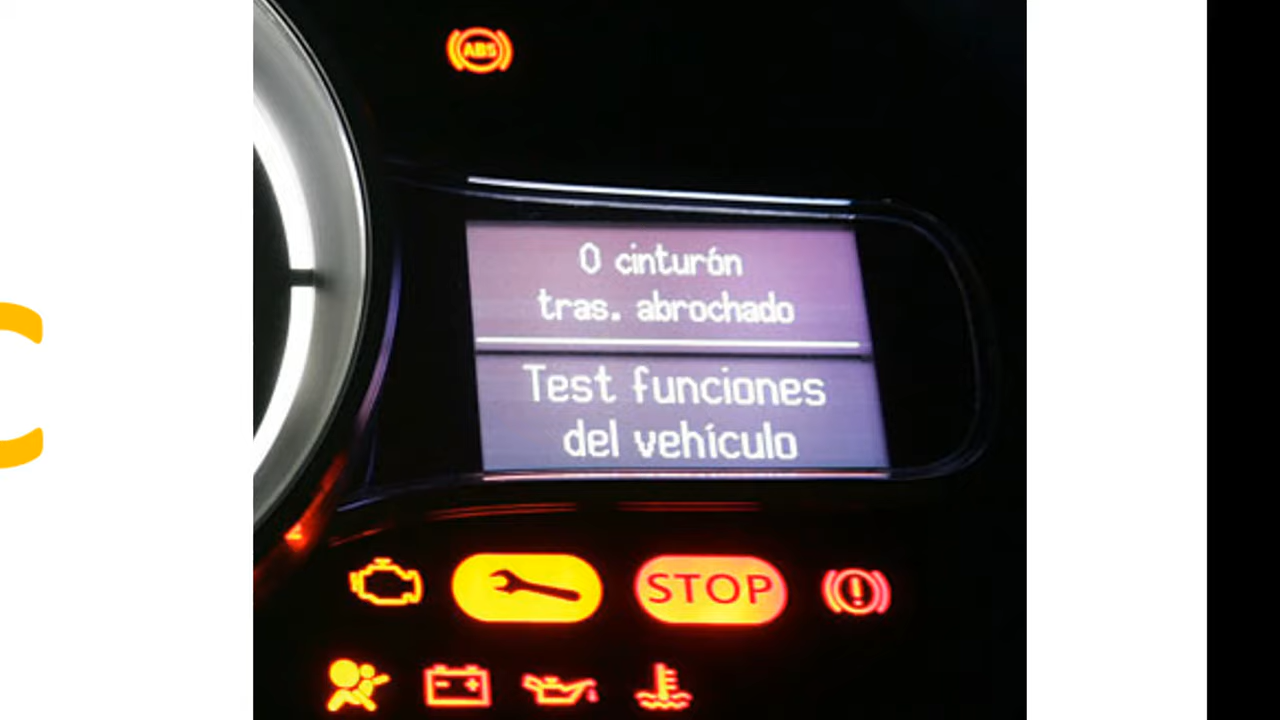 ABS
0 cinturón
tras. abrochado
Test funciones
del vehículo
STOP